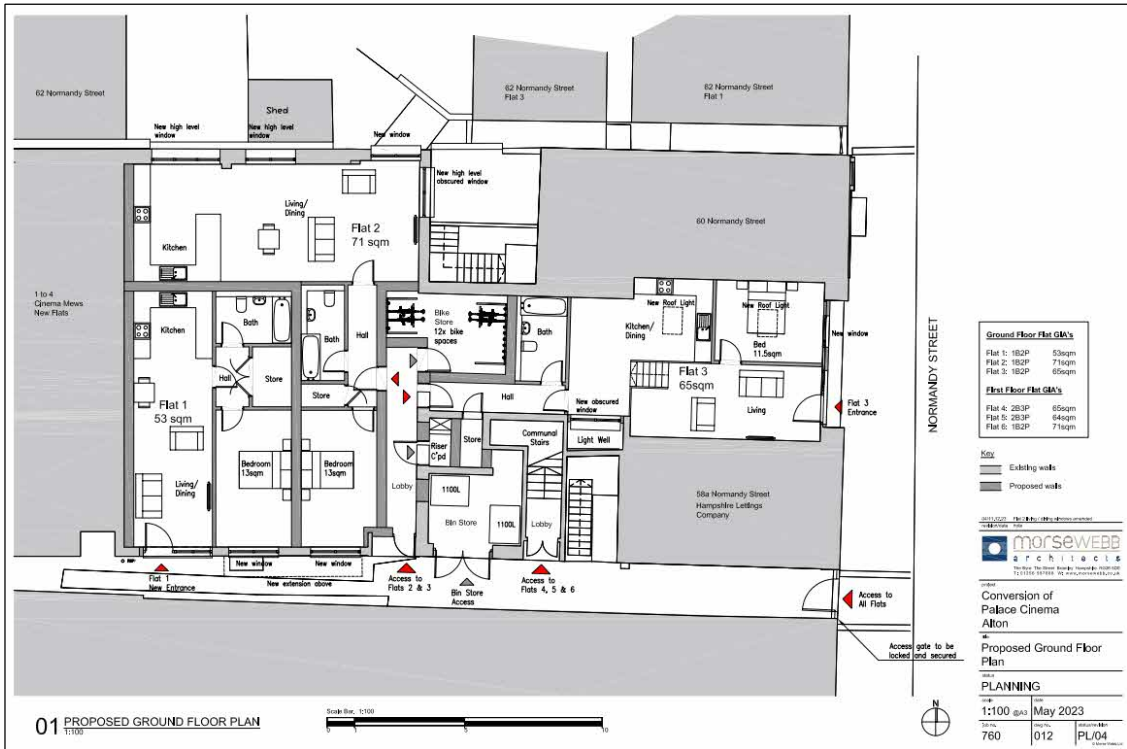 62 Normandy Street
Shed
62 Normandy Street
Flat 3
62 Normandy Street
Flat 1
New high level
window
New high level
window
New window
New high level
obscured window
Living/
Dining
Flat 2
71 sqm
Kitchen
60 Normandy Street
1 to 4
Cinema Mews
New Flats
Kitchen
Bath
Bath
Hall
Bike
Store
12x bike
spaces
Bath
Kitchen/
Dining
New Roof Light
New Roof Light
Bed
11.5sqm
New window
NORMANDY STREET
Hall
Store
Store
Flat 1
53 sqm
Flat 3
65sqm
Hall
Living
Flat 3
Entrance
New obscured
window
Light Well
Communal
Stairs
Riser
C'pd
Store
Bedroom
13sqm
Bedroom
13sqm
Living/
Dining
Lobby
1100L
Bin Store
1100L
Lobby
58a Normandy Street
Hampshire Lettings
Company
Flat 1
New Entrance
New window
New window
New extension above
Access to
Flats 2 & 3
Bin Store
Access
Access to
Flats 4, 5 & 6
Access to
All Flats
Access gate to be
locked and secured
Ground Floor Flat GIA's
Flat 1: 1B2P 53sqm
Flat 2: 1B2P 71sqm
Flat 3: 1B2P 65sqm
First Floor Flat GIA's
Flat 4: 2B3P 65sqm
Flat 5: 2B3P 64sqm
Flat 6: 1B2P 71sqm
Key
Existing walls
Proposed walls
morseWEBB
architects
project
Conversion of
Palace Cinema
Alton
title
Proposed Ground Floor
Plan
status
PLANNING
scale
1:100 @A3
date
May 2023
Job no.
760
dwg no.
012
status/revision
PL/04
01 PROPOSED GROUND FLOOR PLAN
1:100
Scale Bar, 1:100
0 1 5 10
N